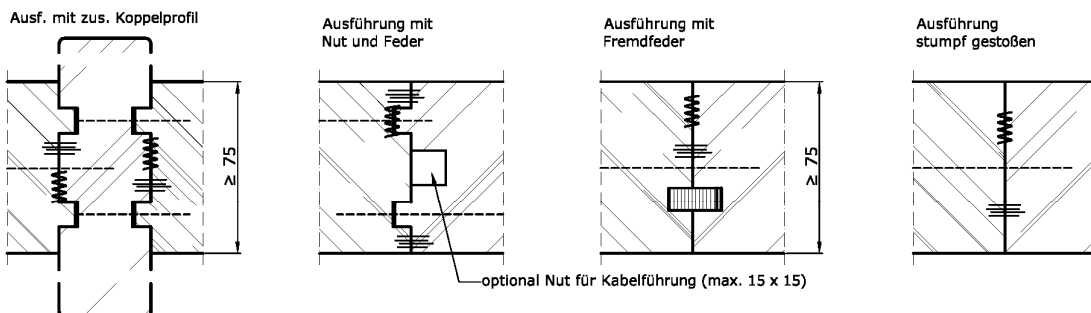 Ausf. mit zus. Koppelprofil
Ausführung mit
Nut und Feder
Ausführung mit
Fremdfeder
Ausführung
stumpf gestoßen
≥ 75
≥ 75
optional Nut für Kabelführung (max. 15 x 15)